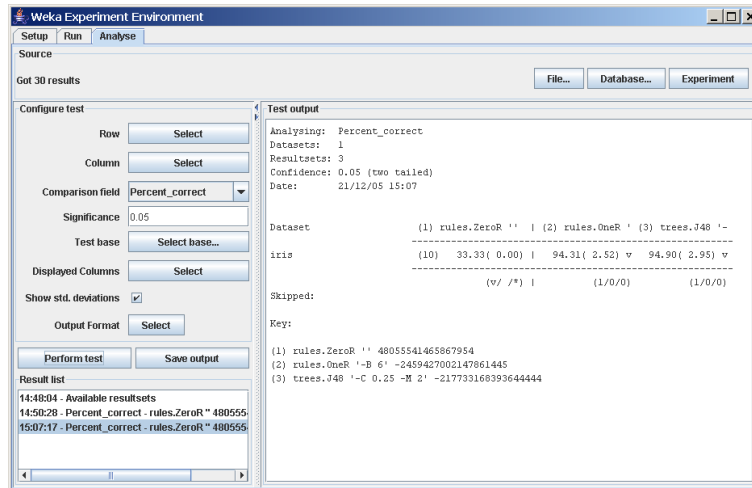 Weka Experiment Environment
Setup Run Analyse
Source
Got 30 results
File... Database... Experiment
Configure test
Row Select
Column Select
Comparison field Percent_correct
Significance 0.05
Test base Select base...
Displayed Columns Select
Show std. deviations
Output Format Select
Perform test Save output
Result list
14:48:04 - Available resultsets
14:50:28 - Percent_correct - rules.ZeroR '' 480555
15:07:17 - Percent_correct - rules.ZeroR '' 480555
Test output
Analysing: Percent_correct
Datasets: 1
Resultsets: 3
Confidence: 0.05 (two tailed)
Date: 21/12/05 15:07
Dataset (1) rules.ZeroR '' | (2) rules.OneR ' (3) trees.J48 '-
--------------------------------------------------------------
iris (10) 33.33( 0.00) | 94.31( 2.52) v 94.90( 2.95) v
--------------------------------------------------------------
(v/ /*) | (1/0/0) (1/0/0)
Skipped:
Key:
(1) rules.ZeroR '' 48055541465867954
(2) rules.OneR '-B 6' -2459427002147861445
(3) trees.J48 '-C 0.25 -M 2' -217733168393644444